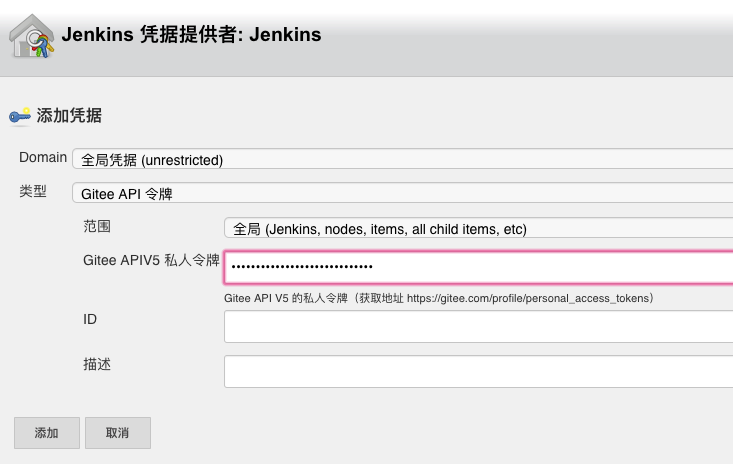 Jenkins 凭据提供者: Jenkins
添加凭据
Domain 全局凭据 (unrestricted)
类型 Gitee API 令牌
范围 全局 (Jenkins, nodes, items, all child items, etc)
Gitee APIV5 私人令牌 •••••••••••••••••••••••••••••
Gitee API V5 的私人令牌（获取地址 https://gitee.com/profile/personal_access_tokens）
ID
描述
添加 取消